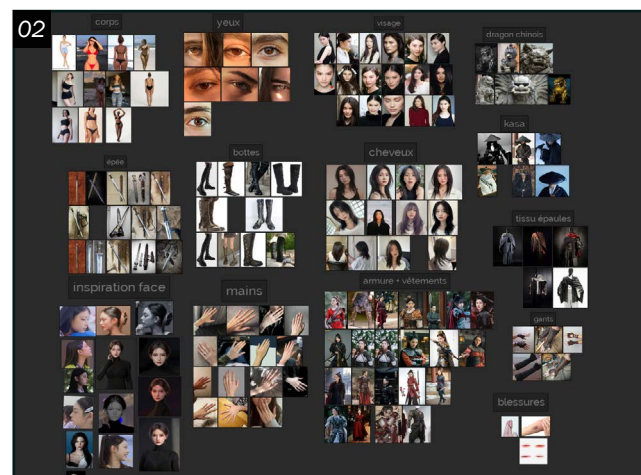 02
corps
yeux
visage
dragon chinois
kasa
épée
bottes
cheveux
tissu épaules
inspiration face
mains
armure + vêtements
gants
blessures